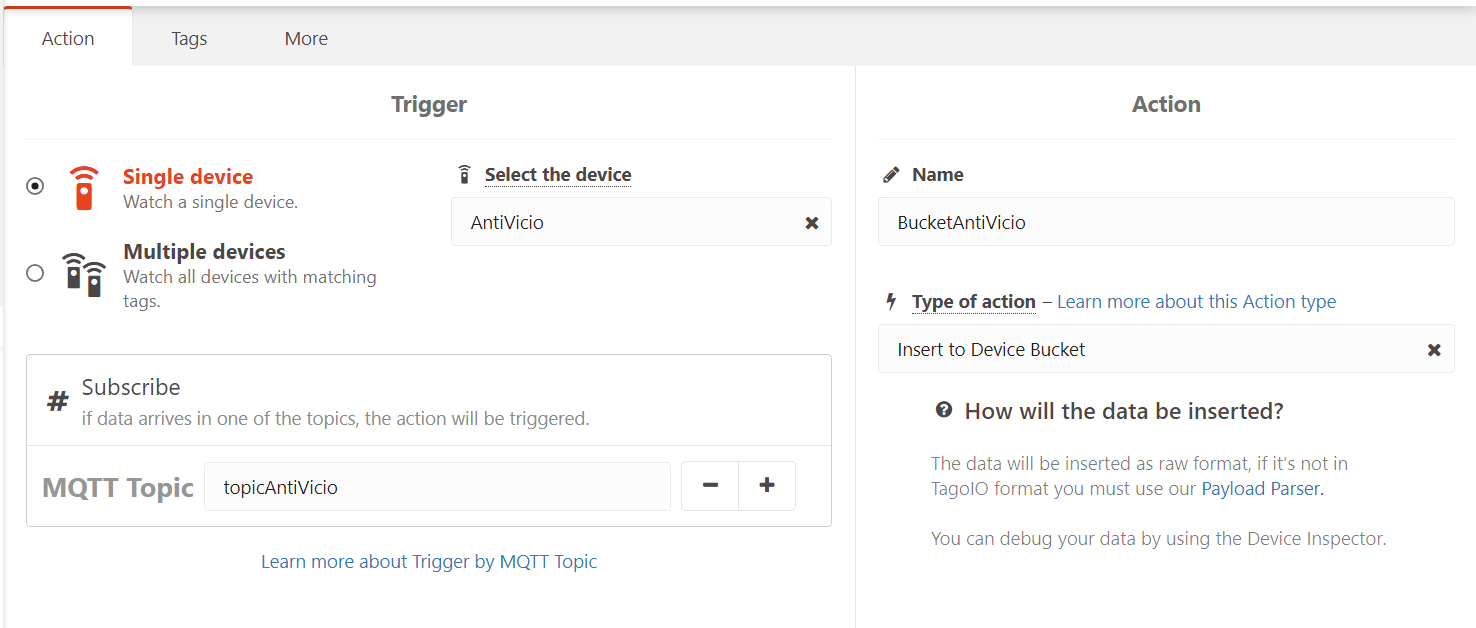 Action Tags More
Trigger
Single device
Watch a single device.
Multiple devices
Watch all devices with matching
tags.
Select the device
AntiVicio
# Subscribe
if data arrives in one of the topics, the action will be triggered.
MQTT Topic topicAntiVicio
Learn more about Trigger by MQTT Topic
Action
Name
BucketAntiVicio
Type of action – Learn more about this Action type
Insert to Device Bucket
How will the data be inserted?
The data will be inserted as raw format, if it's not in
TagoIO format you must use our Payload Parser.
You can debug your data by using the Device Inspector.